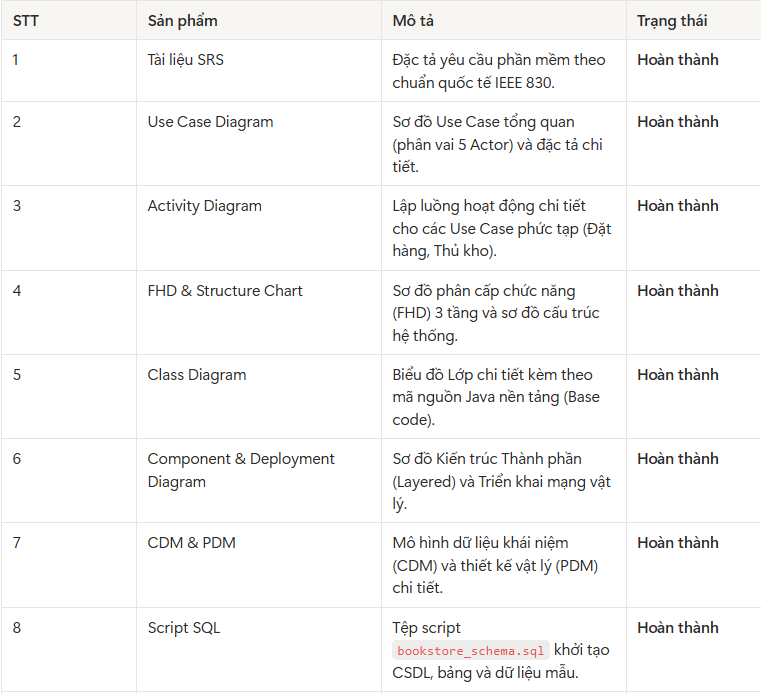 STT Sản phẩm Mô tả Trạng thái
1 Tài liệu SRS Đặc tả yêu cầu phần mềm theo Hoàn thành
chuẩn quốc tế IEEE 830.
2 Use Case Diagram Sơ đồ Use Case tổng quan Hoàn thành
(phân vai 5 Actor) và đặc tả chi
tiết.
3 Activity Diagram Lập luồng hoạt động chi tiết Hoàn thành
cho các Use Case phức tạp (Đặt
hàng, Thủ kho).
4 FHD & Structure Chart Sơ đồ phân cấp chức năng Hoàn thành
(FHD) 3 tầng và sơ đồ cấu trúc
hệ thống.
5 Class Diagram Biểu đồ Lớp chi tiết kèm theo Hoàn thành
mã nguồn Java nền tảng (Base
code).
6 Component & Deployment Sơ đồ Kiến trúc Thành phần Hoàn thành
Diagram (Layered) và Triển khai mạng vật
lý.
7 CDM & PDM Mô hình dữ liệu khái niệm Hoàn thành
(CDM) và thiết kế vật lý (PDM)
chi tiết.
8 Script SQL Tệp script Hoàn thành
bookstore_schema.sql khởi tạo
CSDL, bảng và dữ liệu mẫu.